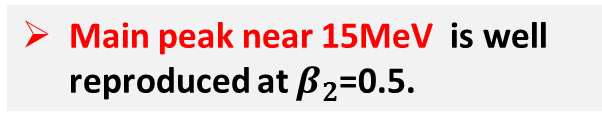 ➢ Main peak near 15MeV is well
reproduced at β₂=0.5.